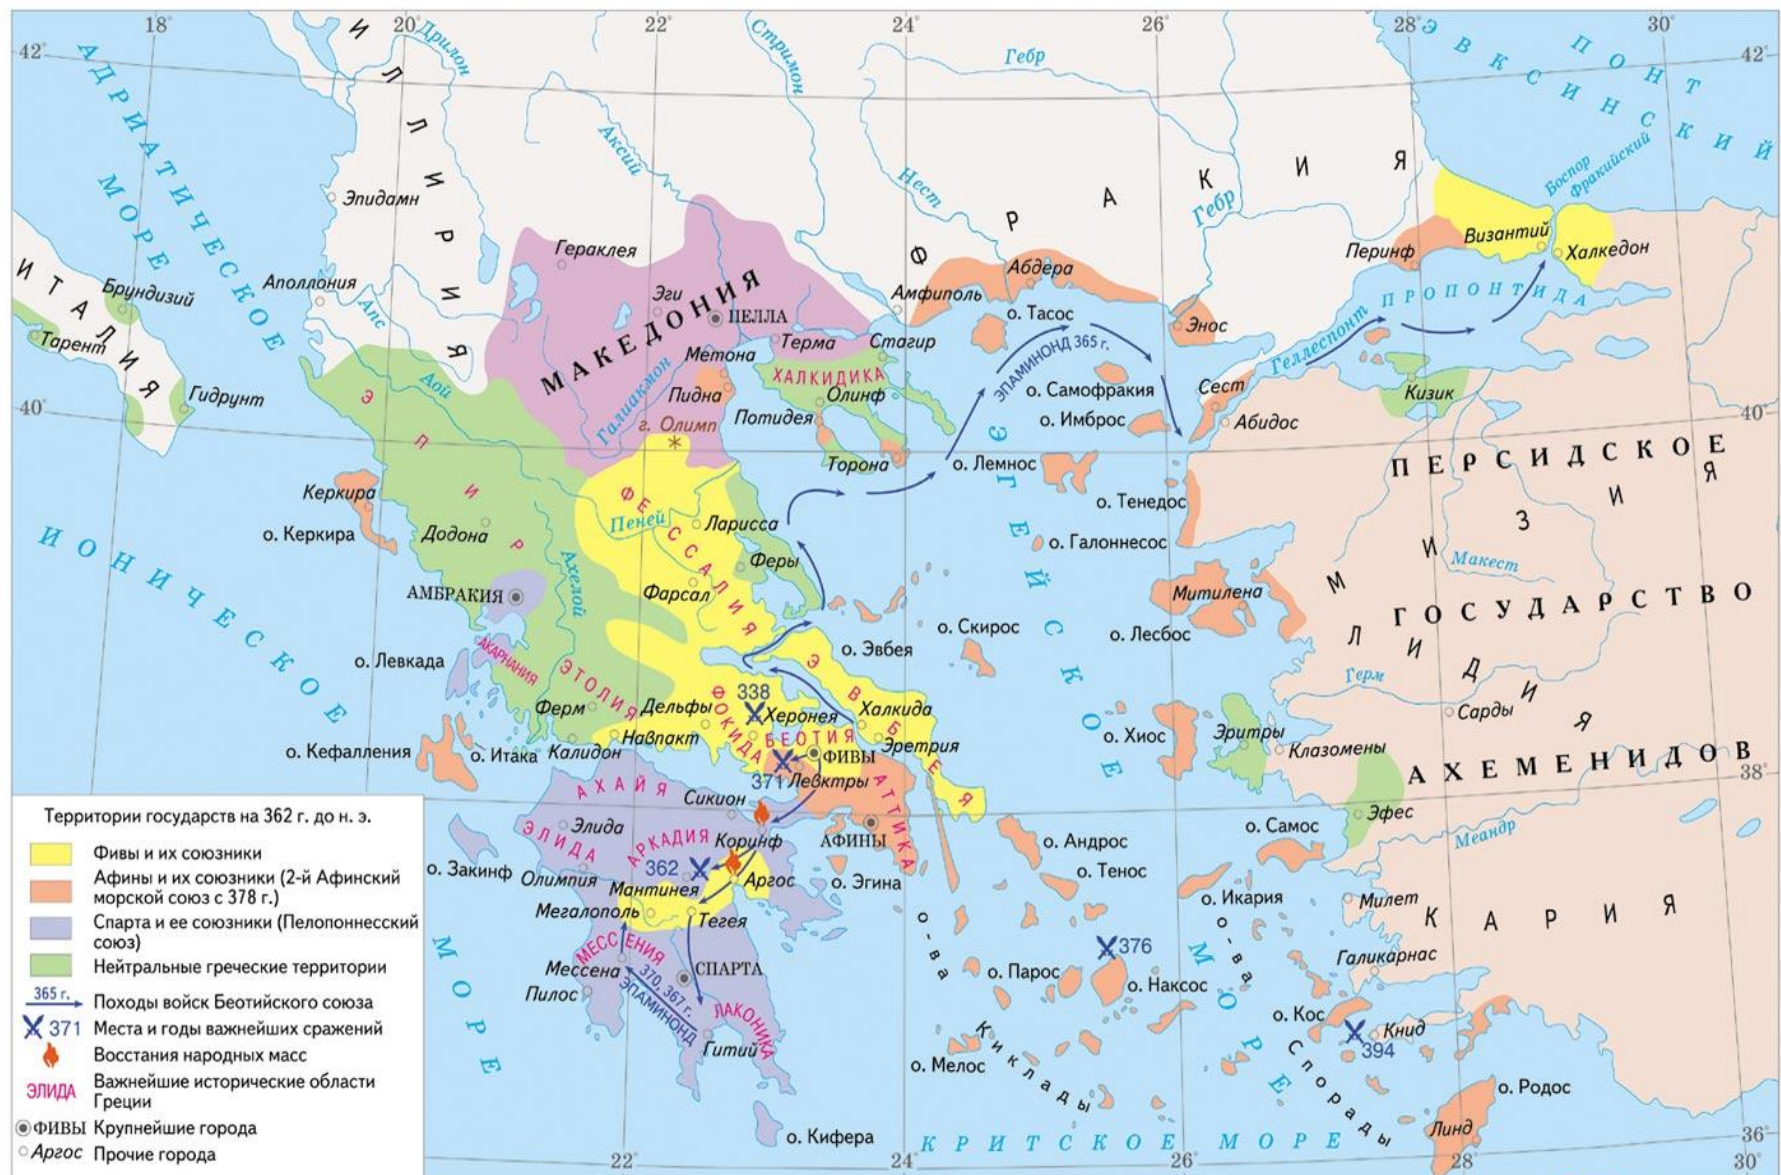 18°
20°
22°
24°
26°
28°
30°
42°
42°
АДРИАТИЧЕСКОЕ
МОРЕ
ИЛЛИРИЯ
Дрилон
Стримон
Гебр
ЭВКСИНСКИЙ
ПОНТ
Аксий
Нест
ФРАКИЯ
Гебр
Боспор
Фракийский
Эпидамн
Гераклея
Абдера
Перинф
Византий
Халкедон
ИТАЛИЯ
Брундизий
Аполлония
Апс
Эги
ПЕЛЛА
МАКЕДОНИЯ
Амфиполь
о. Тасос
Энос
ПРОПОНТИДА
Тарент
Гидрунт
Аой
Метона
Терма
Стагир
ХАЛКИДИКА
ЭПАМИНОНД 365 г.
Геллеспонт
Галиакмон
Пидна
Олинф
Потидея
г. Олимп
Торона
о. Самофракия
о. Имброс
о. Лемнос
Сест
Абидос
Кизик
40°
40°
ЭПИР
Керкира
о. Керкира
Додона
Ахелой
ФЕССАЛИЯ
Пеней
Ларисса
Феры
Фарсал
ЭГЕЙСКОЕ
МОРЕ
о. Тенедос
о. Галоннесос
ПЕРСИДСКОЕ
ГОСУДАРСТВО
АХЕМЕНИДОВ
МИЗИЯ
Макест
ИОНИЧЕСКОЕ
МОРЕ
АМБРАКИЯ
АКАРНАНИЯ
о. Левкада
ЭТОЛИЯ
Ферм
Дельфы
ФОКИДА
338
Херонея
БЕОТИЯ
ФИВЫ
371
Левктры
о. Эвбея
ЭВБЕЯ
Халкида
Эретрия
о. Скирос
Митилена
о. Лесбос
ЛИДИЯ
Герм
Сарды
о. Хиос
Эритры
Клазомены
38°
о. Кефалления
о. Итака
Калидон
Навпакт
АХАЙЯ
Сикион
АТТИКА
АФИНЫ
Элида
ЭЛИДА
АРКАДИЯ
Коринф
362
о. Закинф
Олимпия
Мантинея
Аргос
о. Эгина
Мегалополь
Тегея
МЕССЕНИЯ
Мессена
Пилос
СПАРТА
370, 367 г.
ЭПАМИНОНД
ЛАКОНИКА
Гитий
о. Кифера
о. Андрос
о. Тенос
о. Самос
Эфес
Меандр
о. Икария
Милет
КАРИЯ
376
о. Парос
о. Наксос
Галикарнас
о. Мелос
о-ва
Киклады
о-ва
Спорады
о. Кос
Книд
394
о. Родос
Линд
КРИТСКОЕ МОРЕ
36°
22°
24°
26°
28°
30°
Территории государств на 362 г. до н. э.
Фивы и их союзники
Афины и их союзники (2-й Афинский
морской союз с 378 г.)
Спарта и ее союзники (Пелопоннесский
союз)
Нейтральные греческие территории
365 г.
Походы войск Беотийского союза
371 Места и годы важнейших сражений
Восстания народных масс
ЭЛИДА Важнейшие исторические области
Греции
ФИВЫ Крупнейшие города
Аргос Прочие города